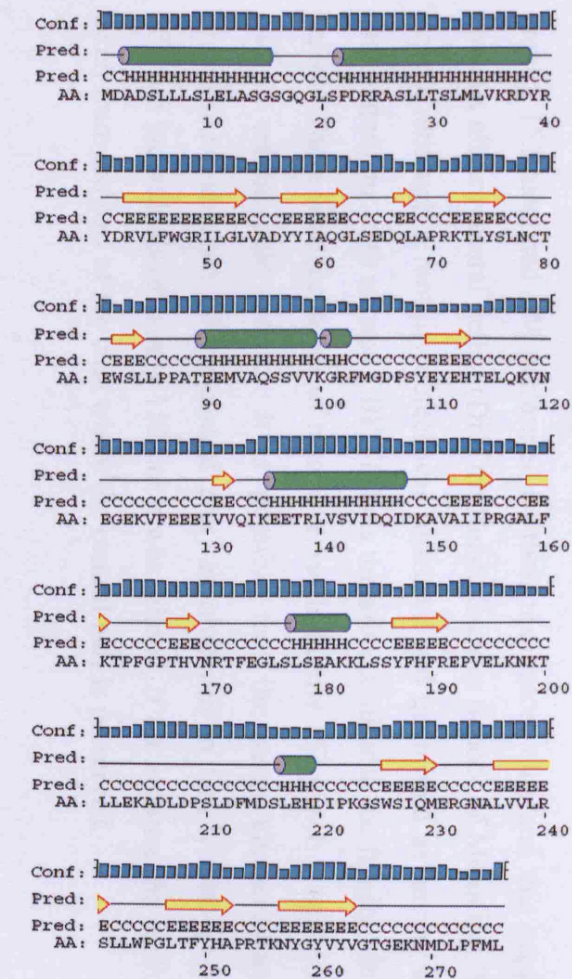 Conf:
Pred:
Pred: CCHHHHHHHHHHHHHCCCCCCHHHHHHHHHHHHHHHHHCC
AA: MDADSLLLSLELASGSGQGLSPDRRASLLTSLMLVKRDYR
10 20 30 40
Conf:
Pred:
Pred: CCEEEEEEEEEEECCCEEEEEECCCCEECCCEEEEECCCC
AA: YDRVLFWGRILGLVADYYIAQGLSEDQLAPRKTLYSLNCT
50 60 70 80
Conf:
Pred:
Pred: CEEECCCCCHHHHHHHHHHCHHCCCCCCCEEEECCCCCCC
AA: EWSLLPPATEEMVAQSSVVKGRFMGDPSYEYEHTELQKVN
90 100 110 120
Conf:
Pred:
Pred: CCCCCCCCCCEECCCHHHHHHHHHHHHCCCCEEEECCCEE
AA: EGEKVFEEEIVVQIKEETRLVSVIDQIDKAVAIIPRGALF
130 140 150 160
Conf:
Pred:
Pred: ECCCCCEEECCCCCCCCHHHHHCCCCEEEEECCCCCCCCC
AA: KTPFGPTHVNRTFEGLSLSEAKKLSSYFHFREPVELKNKT
170 180 190 200
Conf:
Pred:
Pred: CCCCCCCCCCCCCCCCHHHCCCCCCEEEEECCCCCEEEEE
AA: LLEKADLDPSLDFMDSLEHDIPKGSWSIQMERGNALVVLR
210 220 230 240
Conf:
Pred:
Pred: ECCCCCEEEEEECCCCEEEEEEECCCCCCCCCCCCC
AA: SLLWPGLTFYHAPRTKNYGYVYVGTGEKNMDLPFML
250 260 270